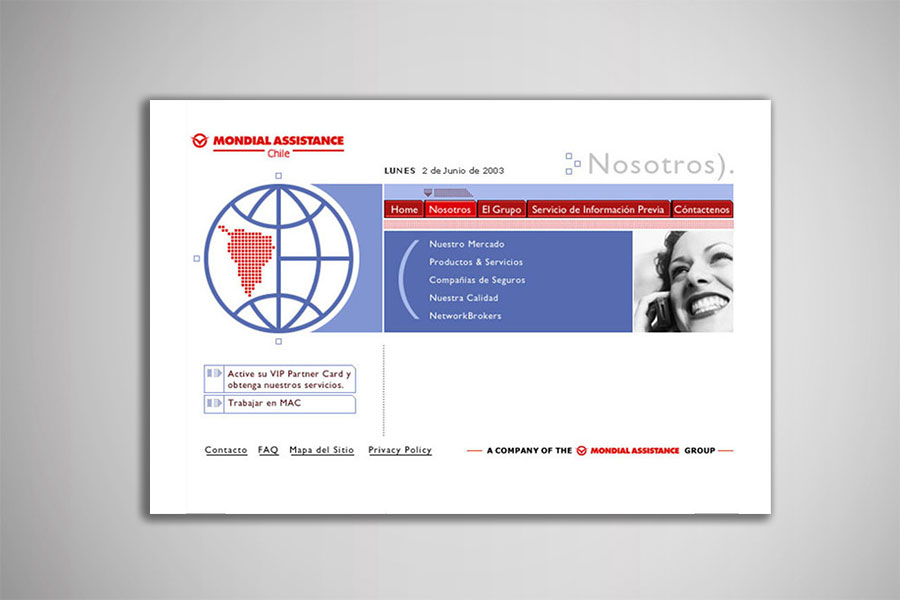 MONDIAL ASSISTANCE
Chile
LUNES 2 de Junio de 2003
Nosotros).
Home Nosotros El Grupo Servicio de Información Previa Cóntactenos
Nuestro Mercado
Productos & Servicios
Compañías de Seguros
Nuestra Calidad
NetworkBrokers
Active su VIP Partner Card y
obtenga nuestros servicios.
Trabajar en MAC
Contacto FAQ Mapa del Sitio Privacy Policy
A COMPANY OF THE MONDIAL ASSISTANCE GROUP